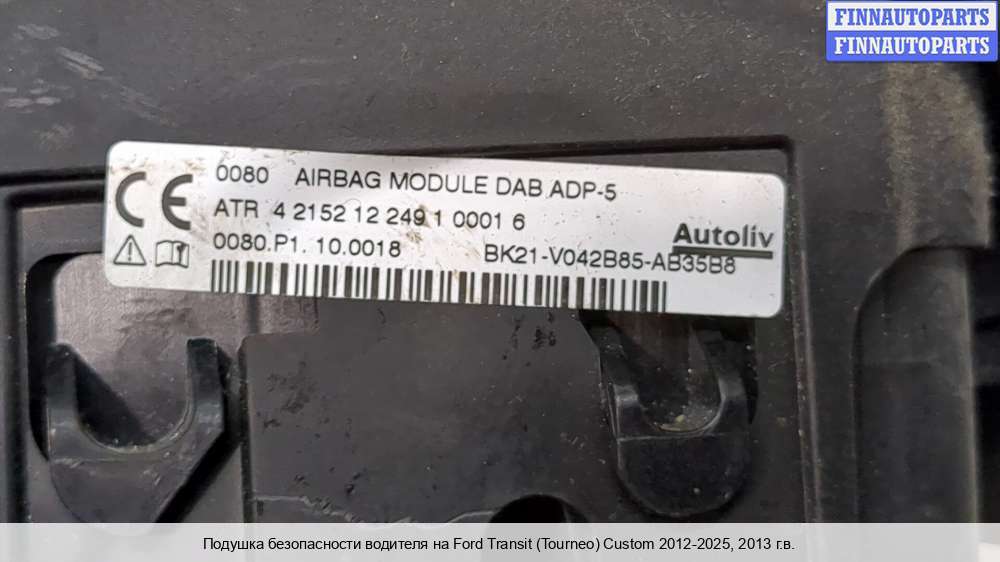 FINNAUTOPARTS
FINNAUTOPARTS
CE 0080 AIRBAG MODULE DAB ADP-5
ATR 4 2152 12 249 1 0001 6
0080.P1. 10.0018 BK21-V042B85-AB35B8
Autoliv
Подушка безопасности водителя на Ford Transit (Tourneo) Custom 2012-2025, 2013 г.в.